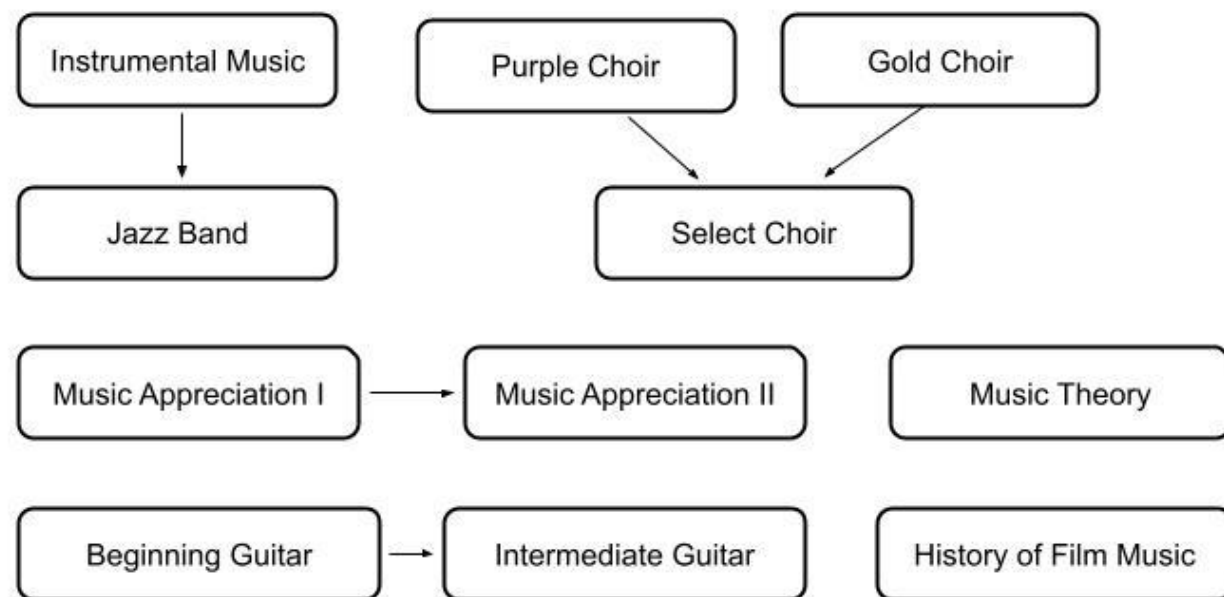 Instrumental Music
Purple Choir
Gold Choir
Jazz Band
Select Choir
Music Appreciation I
Music Appreciation II
Music Theory
Beginning Guitar
Intermediate Guitar
History of Film Music